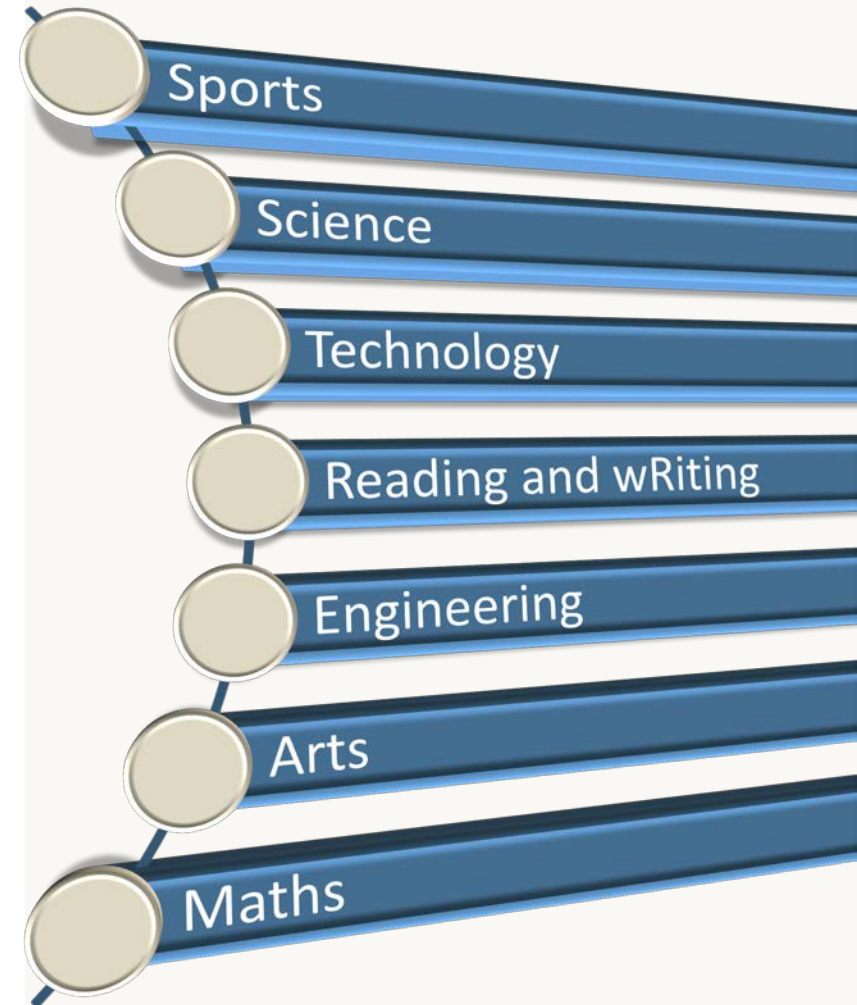 Sports
Science
Technology
Reading and wRiting
Engineering
Arts
Maths